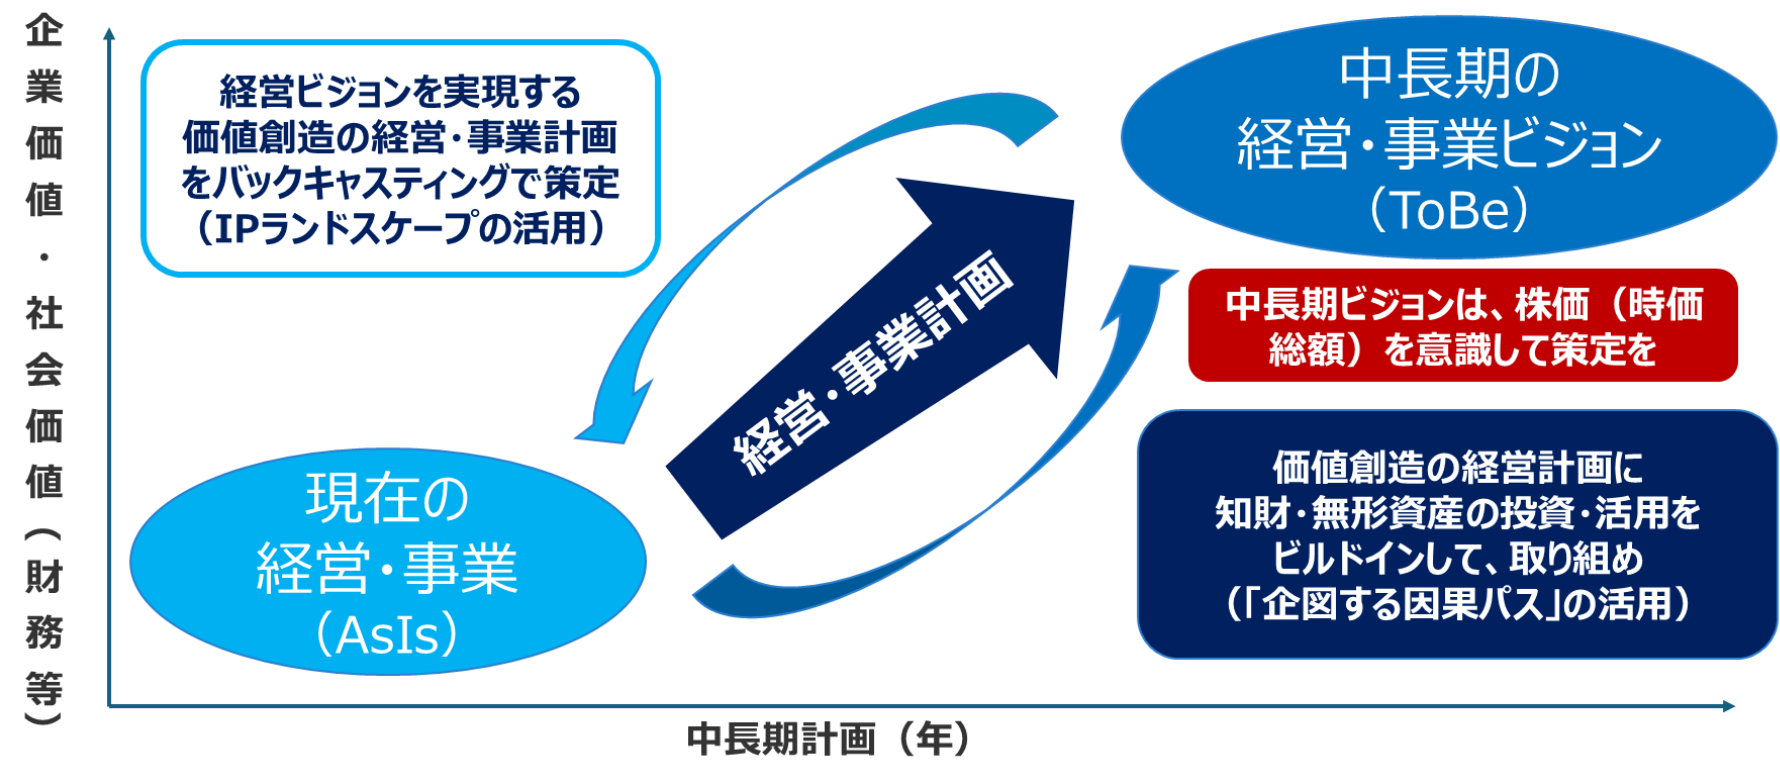 企業価値・社会価値(財務等)
経営ビジョンを実現する
価値創造の経営・事業計画
をバックキャスティングで策定
（IPランドスケープの活用）
中長期の
経営・事業ビジョン
（ToBe）
経営・事業計画
中長期ビジョンは、株価（時価
総額）を意識して策定を
現在の
経営・事業
（AsIs）
価値創造の経営計画に
知財・無形資産の投資・活用を
ビルドインして、取り組め
（「企図する因果パス」の活用）
中長期計画（年）